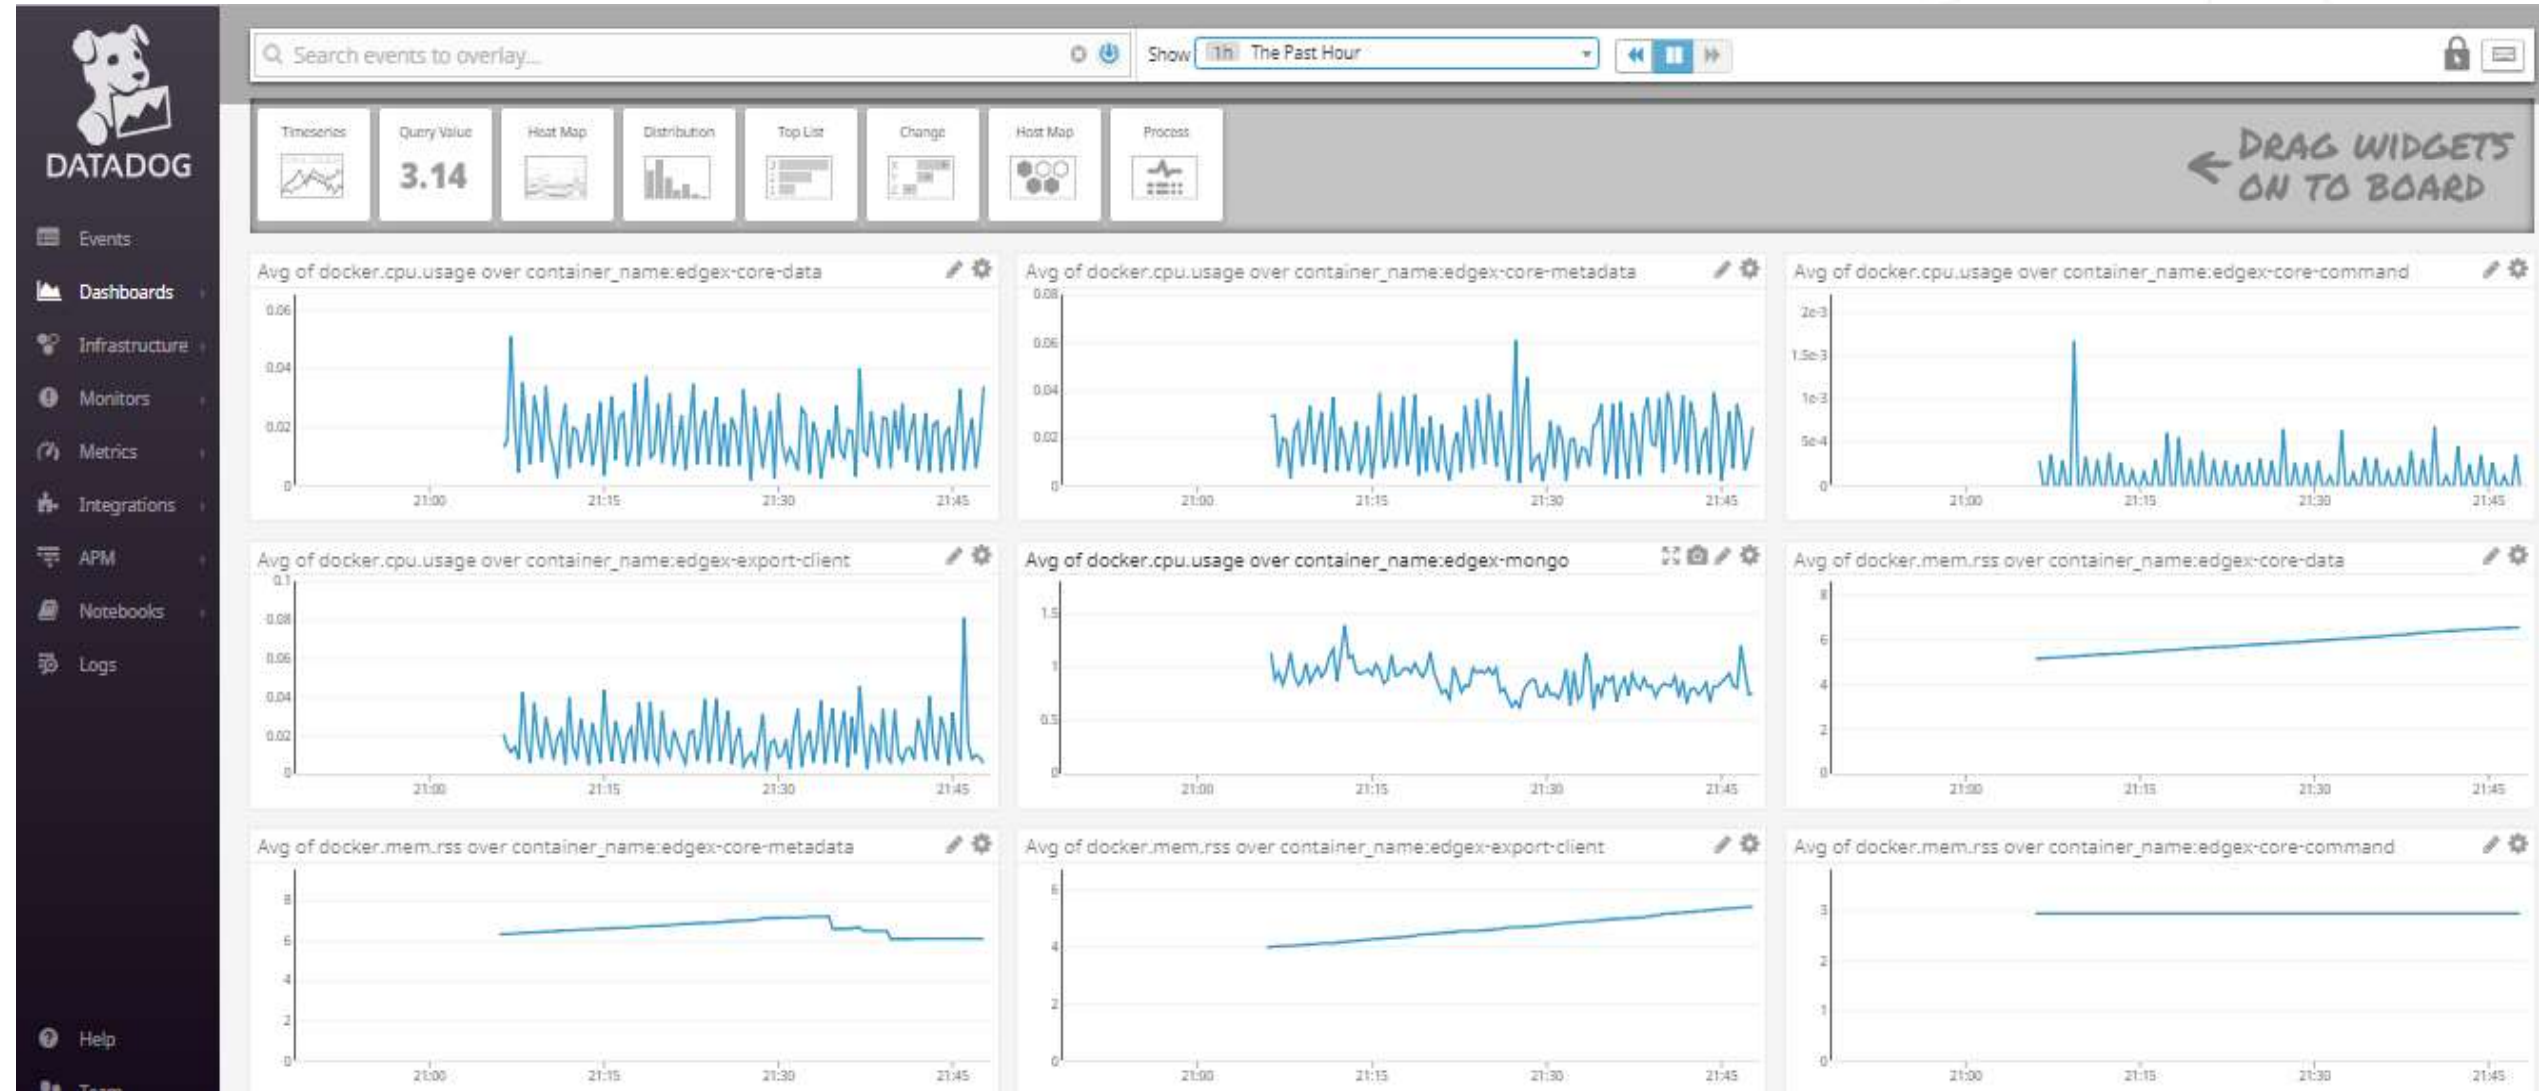 DATADOG
Events
Dashboards
Infrastructure
Monitors
Metrics
Integrations
APM
Notebooks
Logs
Help
Team
Search events to overlay...
Show 1h The Past Hour
Timeseries
Query Value
3.14
Heat Map
Distribution
Top List
Change
Host Map
Process
DRAG WIDGETS
ON TO BOARD
Avg of docker.cpu.usage over container_name:edgex-core-data
0.06
0.04
0.02
0
21:00 21:15 21:30 21:45
Avg of docker.cpu.usage over container_name:edgex-core-metadata
0.08
0.06
0.04
0.02
0
21:00 21:15 21:30 21:45
Avg of docker.cpu.usage over container_name:edgex-core-command
2e-3
1.5e-3
1e-3
5e-4
0
21:00 21:15 21:30 21:45
Avg of docker.cpu.usage over container_name:edgex-export-client
0.1
0.08
0.06
0.04
0.02
0
21:00 21:15 21:30 21:45
Avg of docker.cpu.usage over container_name:edgex-mongo
1.5
1
0.5
0
21:00 21:15 21:30 21:45
Avg of docker.mem.rss over container_name:edgex-core-data
8
6
4
2
0
21:00 21:15 21:30 21:45
Avg of docker.mem.rss over container_name:edgex-core-metadata
8
6
4
2
0
21:00 21:15 21:30 21:45
Avg of docker.mem.rss over container_name:edgex-export-client
6
4
2
0
21:00 21:15 21:30 21:45
Avg of docker.mem.rss over container_name:edgex-core-command
3
2
1
0
21:00 21:15 21:30 21:45